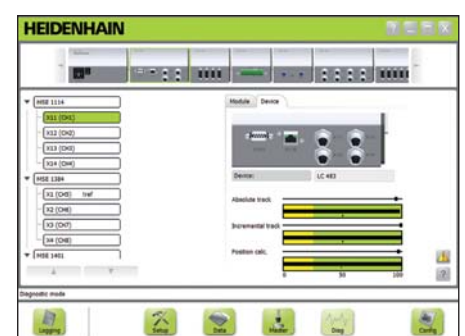 HEIDENHAIN
MSE 1114
X11 (CH1)
X12 (CH2)
X13 (CH3)
X14 (CH4)
MSE 1384
X1 (CH5) tref
X2 (CH6)
X3 (CH7)
X4 (CH8)
MSE 1401
Module Device
Device: LC 483
Absolute track
Incremental track
Position calc.
0 50 100
Diagnostic mode
Logging Setup Data Master Diag Config